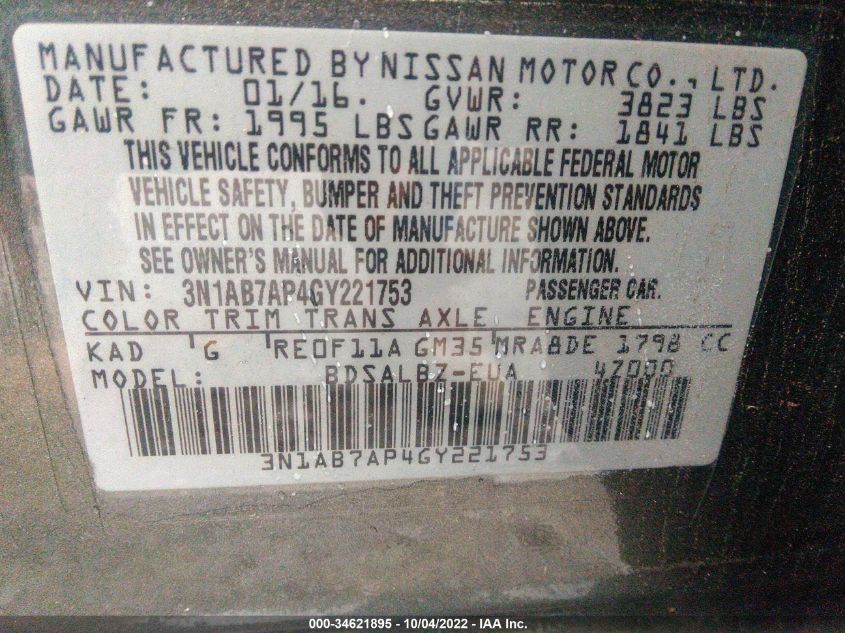 MANUFACTURED BY NISSAN MOTOR CO., LTD.
DATE: 01/16. GVWR: 3823 LBS
GAWR FR: 1995 LBS GAWR RR: 1841 LBS
THIS VEHICLE CONFORMS TO ALL APPLICABLE FEDERAL MOTOR
VEHICLE SAFETY, BUMPER AND THEFT PREVENTION STANDARDS
IN EFFECT ON THE DATE OF MANUFACTURE SHOWN ABOVE.
SEE OWNER'S MANUAL FOR ADDITIONAL INFORMATION.
VIN: 3N1AB7AP4GY221753 PASSENGER CAR.
COLOR TRIM TRANS AXLE ENGINE
KAD G RE0F11A GM35 MRA8DE 1798 CC
MODEL: BDSALBZ-EUA 47000
3N1AB7AP4GY221753
000-34621895 - 10/04/2022 - IAA Inc.